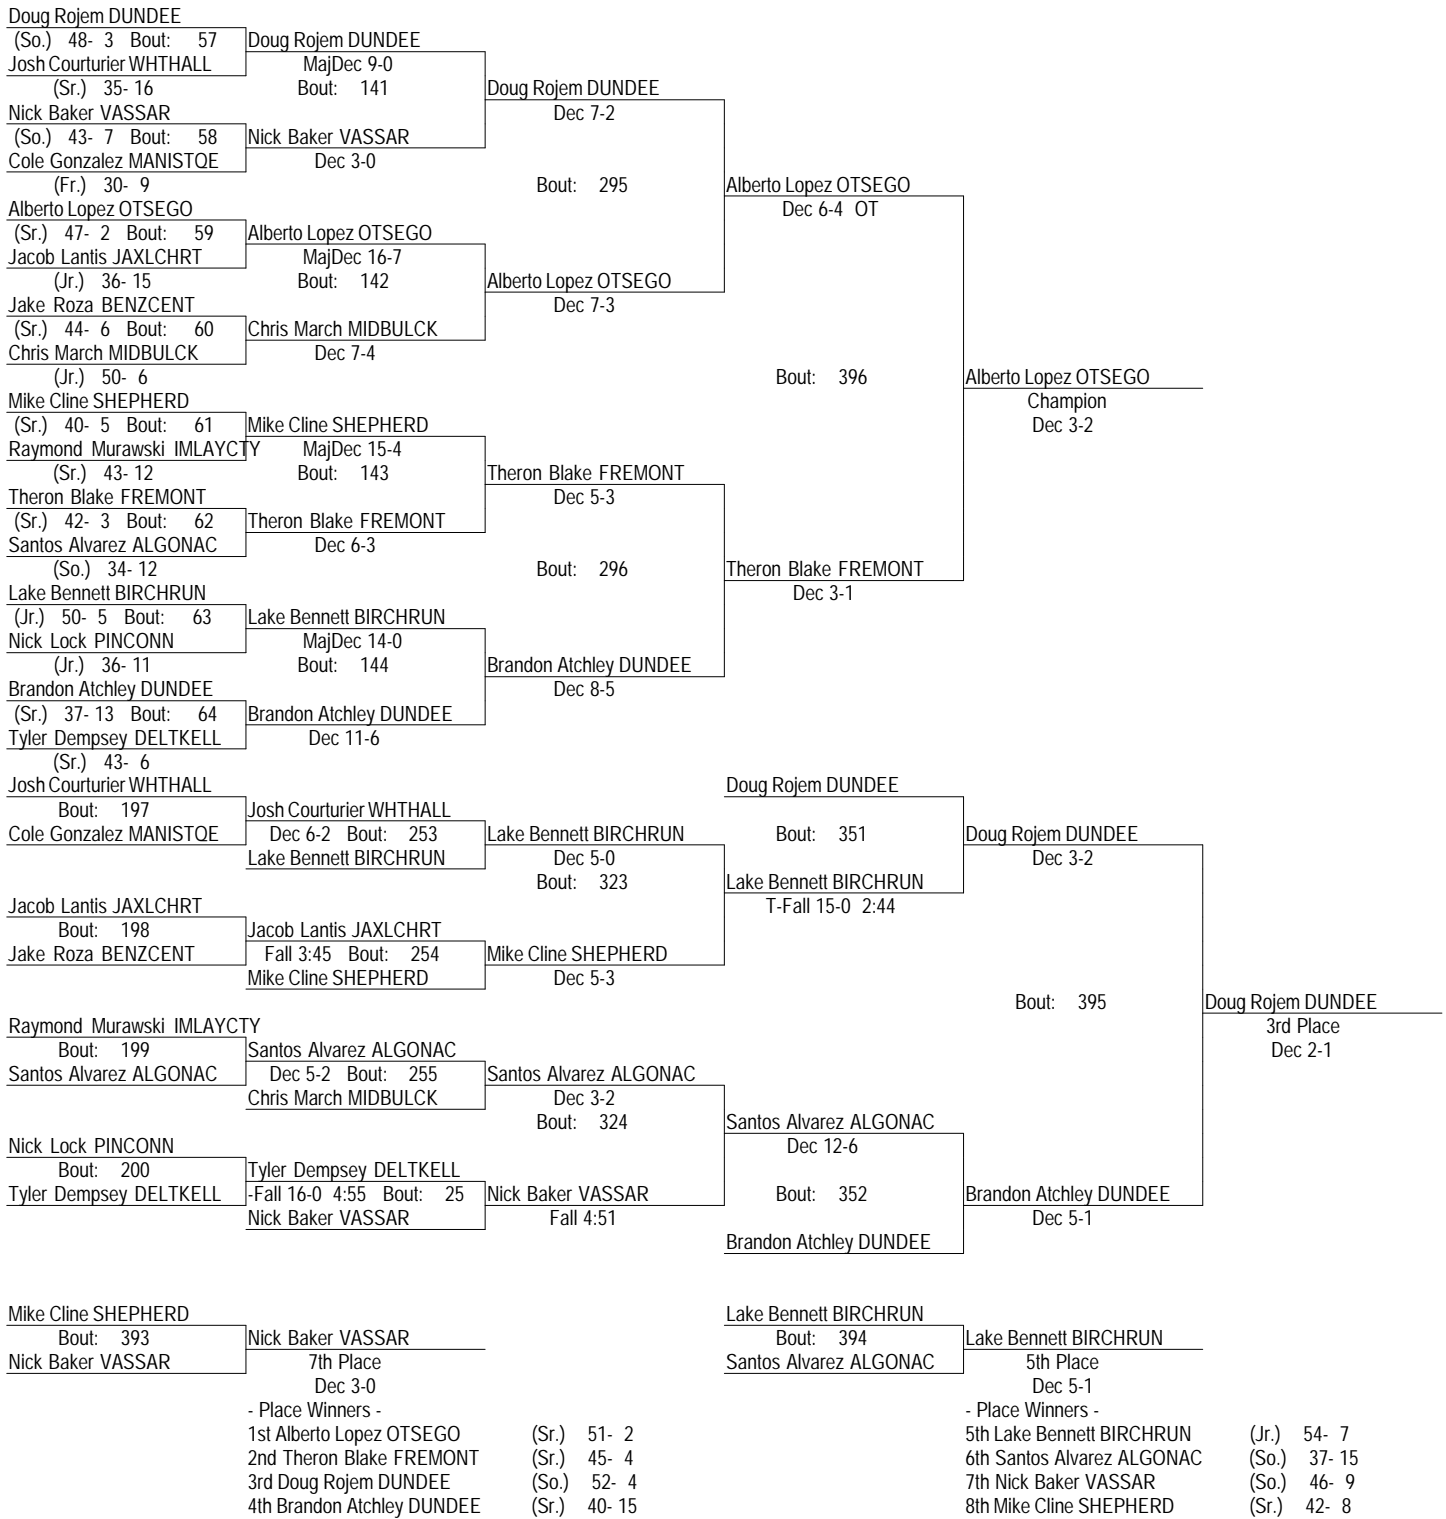 Doug Rojem DUNDEE
(So.) 48- 3 Bout: 57 Doug Rojem DUNDEE
Josh Courturier WHTHALL MajDec 9-0
(Sr.) 35- 16 Bout: 141 Doug Rojem DUNDEE
Nick Baker VASSAR Dec 7-2
(So.) 43- 7 Bout: 58 Nick Baker VASSAR
Cole Gonzalez MANISTQE Dec 3-0
(Fr.) 30- 9 Bout: 295 Alberto Lopez OTSEGO
Alberto Lopez OTSEGO Dec 6-4 OT
(Sr.) 47- 2 Bout: 59 Alberto Lopez OTSEGO
Jacob Lantis JAXLCHRT MajDec 16-7
(Jr.) 36- 15 Bout: 142 Alberto Lopez OTSEGO
Jake Roza BENZCENT Dec 7-3
(Sr.) 44- 6 Bout: 60 Chris March MIDBULCK
Chris March MIDBULCK Dec 7-4
(Jr.) 50- 6 Bout: 396 Alberto Lopez OTSEGO
Mike Cline SHEPHERD Champion
(Sr.) 40- 5 Bout: 61 Mike Cline SHEPHERD Dec 3-2
Raymond Murawski IMLAYCTY MajDec 15-4
(Sr.) 43- 12 Bout: 143 Theron Blake FREMONT
Theron Blake FREMONT Dec 5-3
(Sr.) 42- 3 Bout: 62 Theron Blake FREMONT
Santos Alvarez ALGONAC Dec 6-3
(So.) 34- 12 Bout: 296 Theron Blake FREMONT
Lake Bennett BIRCHRUN Dec 3-1
(Jr.) 50- 5 Bout: 63 Lake Bennett BIRCHRUN
Nick Lock PINCONN MajDec 14-0
(Jr.) 36- 11 Bout: 144 Brandon Atchley DUNDEE
Brandon Atchley DUNDEE Dec 8-5
(Sr.) 37- 13 Bout: 64 Brandon Atchley DUNDEE
Tyler Dempsey DELTKELL Dec 11-6
(Sr.) 43- 6
Josh Courturier WHTHALL Doug Rojem DUNDEE
Bout: 197 Josh Courturier WHTHALL
Cole Gonzalez MANISTQE Dec 6-2 Bout: 253 Lake Bennett BIRCHRUN Bout: 351 Doug Rojem DUNDEE
Lake Bennett BIRCHRUN Dec 5-0 Dec 3-2
Bout: 323 Lake Bennett BIRCHRUN
Jacob Lantis JAXLCHRT T-Fall 15-0 2:44
Bout: 198 Jacob Lantis JAXLCHRT
Jake Roza BENZCENT Fall 3:45 Bout: 254 Mike Cline SHEPHERD
Mike Cline SHEPHERD Dec 5-3
Bout: 395 Doug Rojem DUNDEE
Raymond Murawski IMLAYCTY 3rd Place
Bout: 199 Santos Alvarez ALGONAC Dec 2-1
Santos Alvarez ALGONAC Dec 5-2 Bout: 255 Santos Alvarez ALGONAC
Chris March MIDBULCK Dec 3-2
Bout: 324 Santos Alvarez ALGONAC
Nick Lock PINCONN Dec 12-6
Bout: 200 Tyler Dempsey DELTKELL
Tyler Dempsey DELTKELL -Fall 16-0 4:55 Bout: 25 Nick Baker VASSAR Bout: 352 Brandon Atchley DUNDEE
Nick Baker VASSAR Fall 4:51 Dec 5-1
Brandon Atchley DUNDEE
Mike Cline SHEPHERD Lake Bennett BIRCHRUN
Bout: 393 Nick Baker VASSAR Bout: 394 Lake Bennett BIRCHRUN
Nick Baker VASSAR 7th Place Santos Alvarez ALGONAC 5th Place
Dec 3-0 Dec 5-1
- Place Winners - - Place Winners -
1st Alberto Lopez OTSEGO (Sr.) 51- 2 5th Lake Bennett BIRCHRUN (Jr.) 54- 7
2nd Theron Blake FREMONT (Sr.) 45- 4 6th Santos Alvarez ALGONAC (So.) 37- 15
3rd Doug Rojem DUNDEE (So.) 52- 4 7th Nick Baker VASSAR (So.) 46- 9
4th Brandon Atchley DUNDEE (Sr.) 40- 15 8th Mike Cline SHEPHERD (Sr.) 42- 8